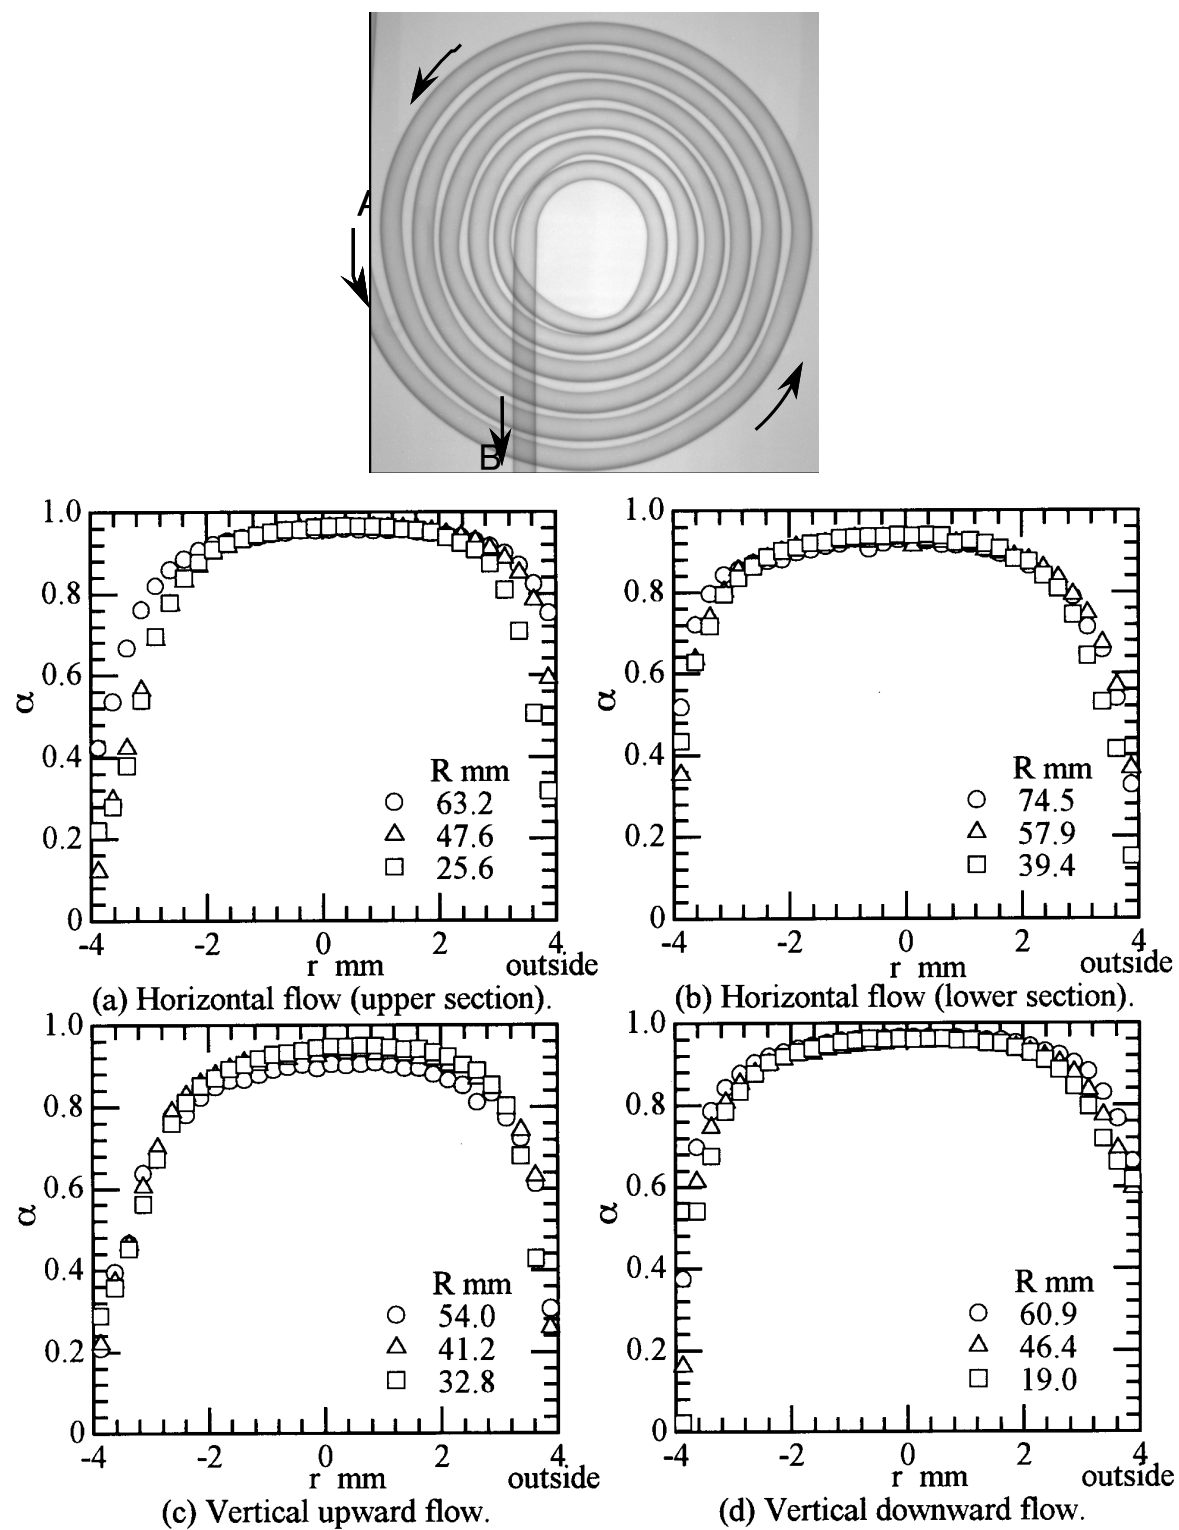 A
B
1.0
0.8
0.6
α
0.4
0.2
0
-4 -2 0 2 4
r mm outside
R mm
63.2
47.6
25.6
(a) Horizontal flow (upper section).
1.0
0.8
0.6
α
0.4
0.2
0
-4 -2 0 2 4
r mm outside
R mm
74.5
57.9
39.4
(b) Horizontal flow (lower section).
1.0
0.8
0.6
α
0.4
0.2
0
-4 -2 0 2 4
r mm outside
R mm
54.0
41.2
32.8
(c) Vertical upward flow.
1.0
0.8
0.6
α
0.4
0.2
0
-4 -2 0 2 4
r mm outside
R mm
60.9
46.4
19.0
(d) Vertical downward flow.